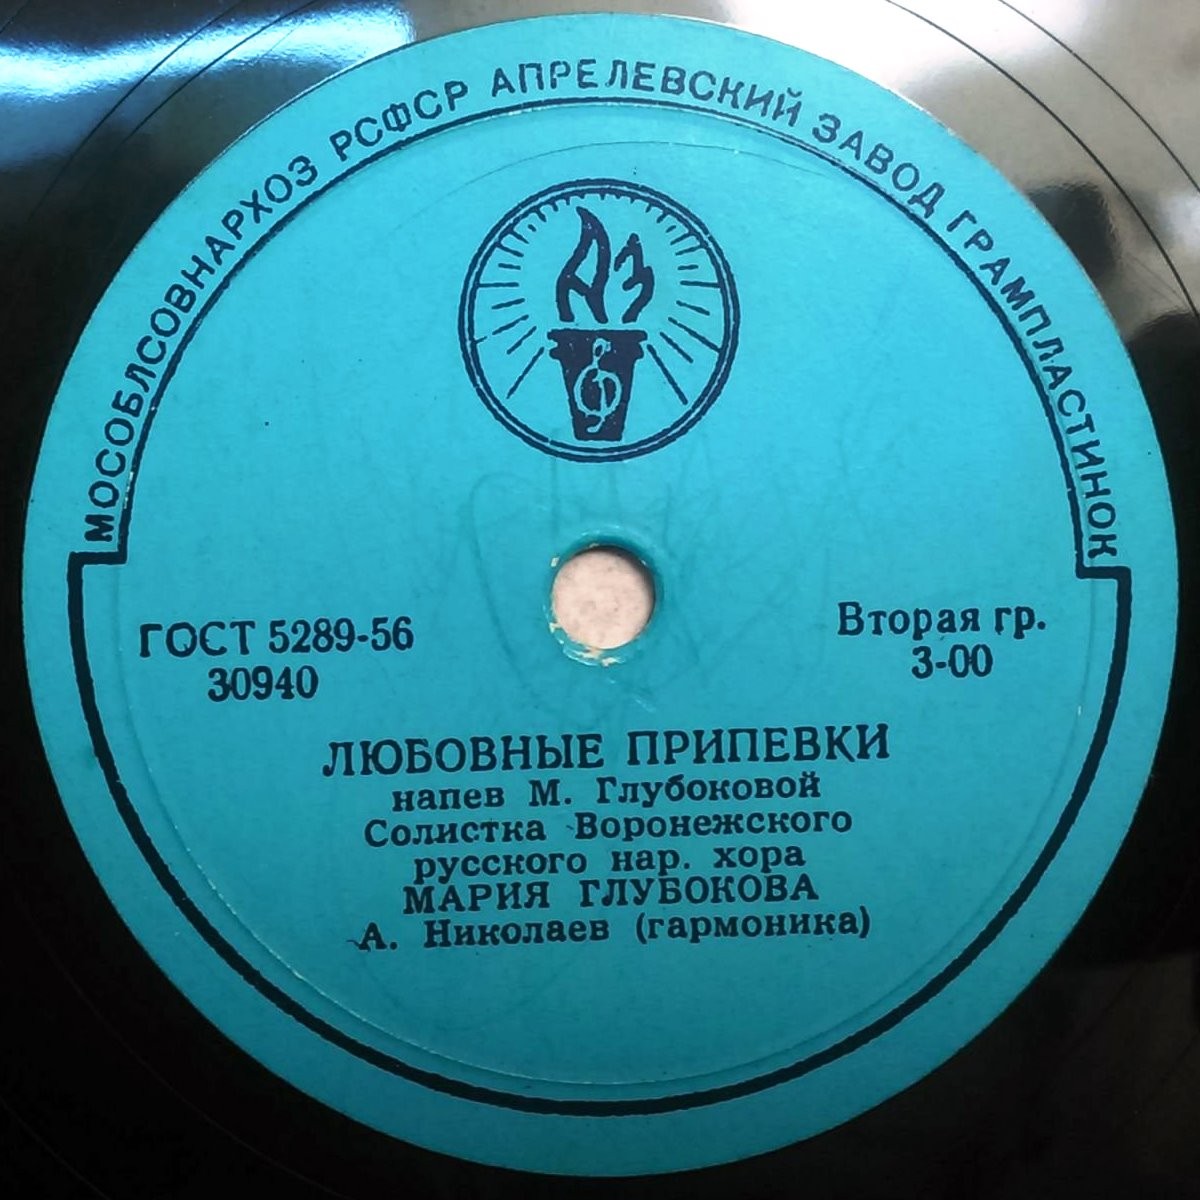 МОСОБЛСОВНАРХОЗ РСФСР АПРЕЛЕВСКИЙ ЗАВОД ГРАМПЛАСТИНОК
АЗ
ГОСТ 5289-56
30940
Вторая гр.
3-00
ЛЮБОВНЫЕ ПРИПЕВКИ
напев М. Глубоковой
Солистка Воронежского
русского нар. хора
МАРИЯ ГЛУБОКОВА
А. Николаев (гармоника)